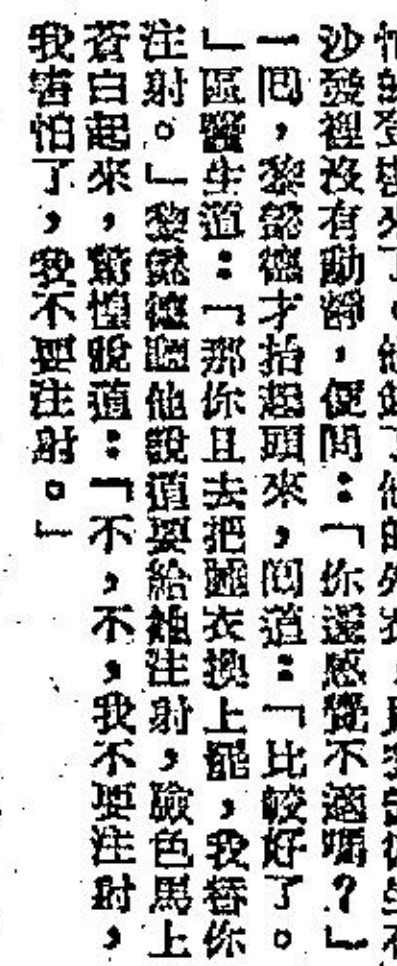 沙發裡沒有動靜，便問：「你還感覺不適嗎？」
一問，黎懿德才抬起頭來，問道：「比較好了。
」區醫生道：「那你且去把睡衣換上罷，我替你
注射。」黎懿德聽他說道要給她注射，臉色馬上
蒼白起來，驚惶說道：「不，不，我不要注射，
我害怕了，我不要注射。」